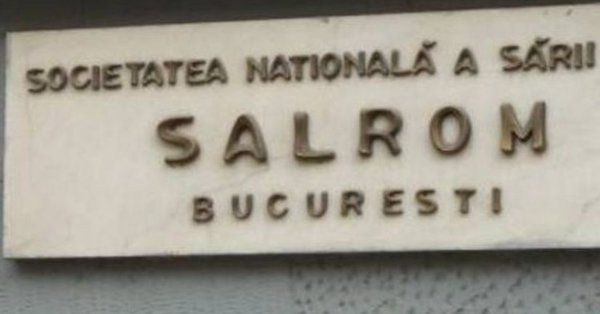 SOCIETATEA NATIONALĂ A SĂRII
SALROM
BUCURESTI